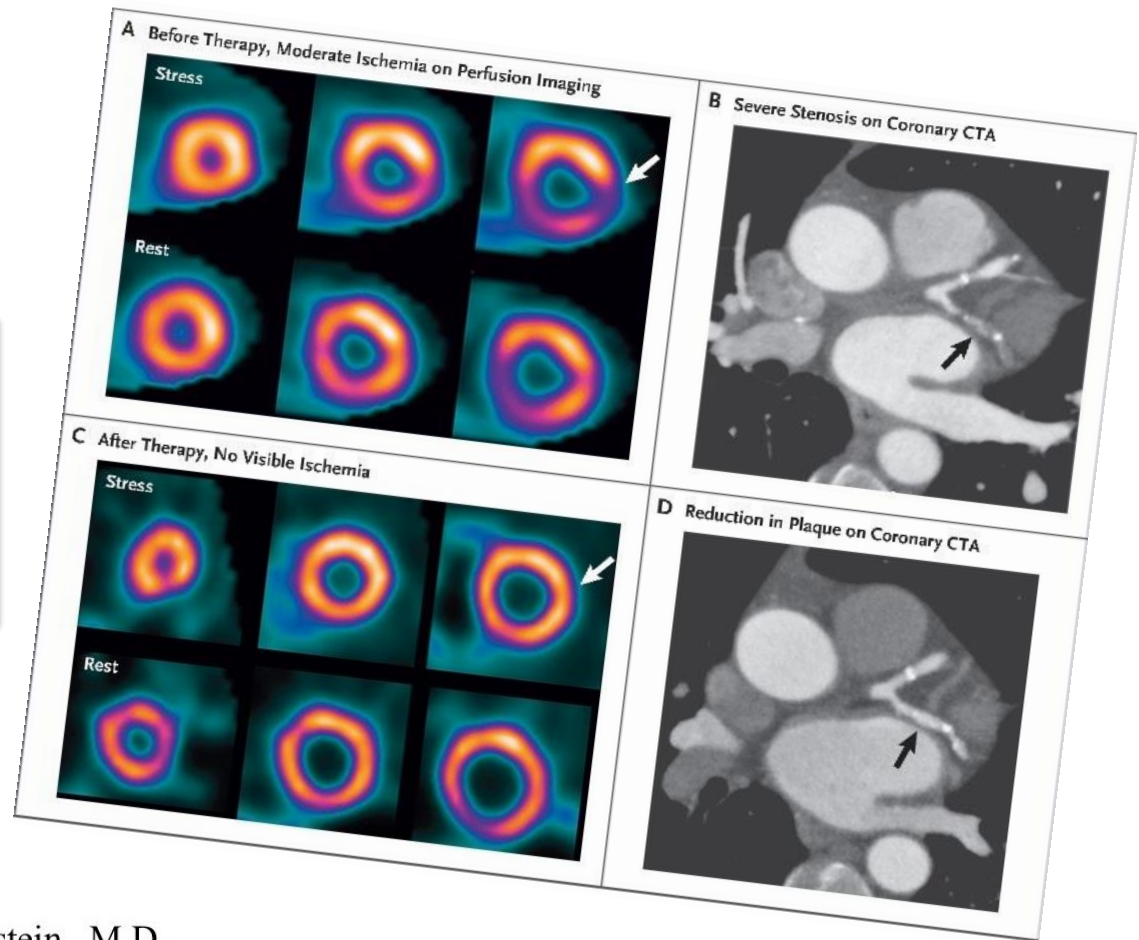 A Before Therapy, Moderate Ischemia on Perfusion Imaging
Stress
Rest
B Severe Stenosis on Coronary CTA
C After Therapy, No Visible Ischemia
Stress
Rest
D Reduction in Plaque on Coronary CTA
M.D.